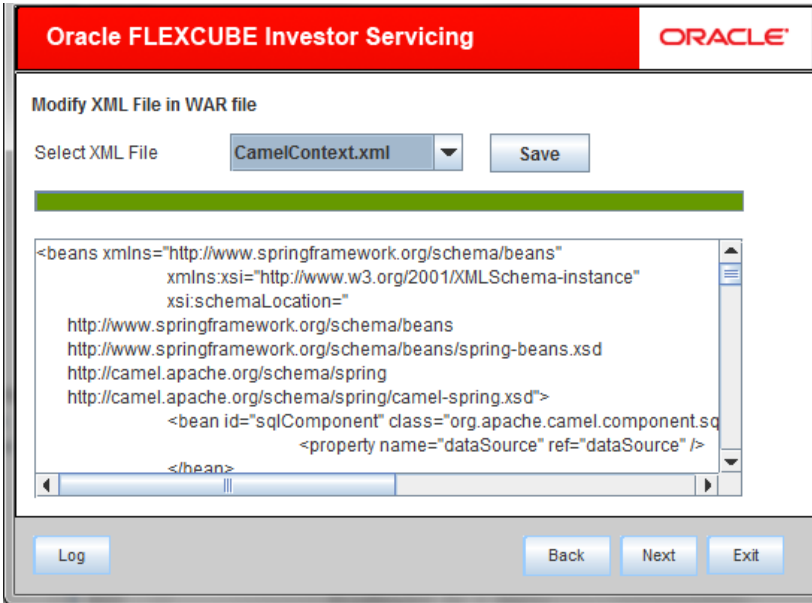 Oracle FLEXCUBE Investor Servicing
ORACLE®
Modify XML File in WAR file
Select XML File CamelContext.xml Save
<beans xmlns="http://www.springframework.org/schema/beans"
xmlns:xsi="http://www.w3.org/2001/XMLSchema-instance"
xsi:schemaLocation="
http://www.springframework.org/schema/beans
http://www.springframework.org/schema/beans/spring-beans.xsd
http://camel.apache.org/schema/spring
http://camel.apache.org/schema/spring/camel-spring.xsd">
<bean id="sqlComponent" class="org.apache.camel.component.sq
<property name="dataSource" ref="dataSource" />
</bean>
Log Back Next Exit